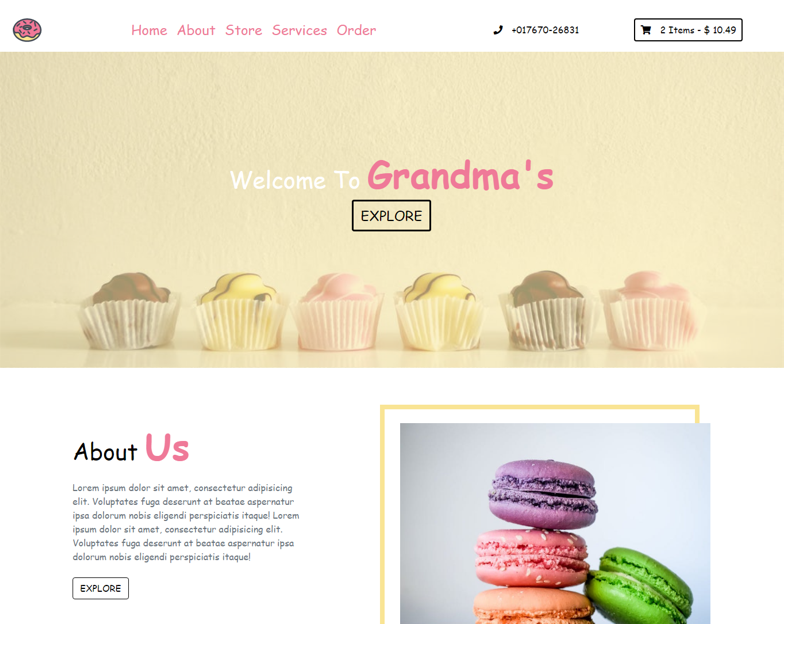 Home About Store Services Order
+017670-26831
2 Items - $ 10.49
Welcome To Grandma's
EXPLORE
About Us
Lorem ipsum dolor sit amet, consectetur adipisicing
elit. Voluptates fuga deserunt at beatae aspernatur
ipsa dolorum nobis eligendi perspiciatis itaque! Lorem
ipsum dolor sit amet, consectetur adipisicing elit.
Voluptates fuga deserunt at beatae aspernatur ipsa
dolorum nobis eligendi perspiciatis itaque!
EXPLORE